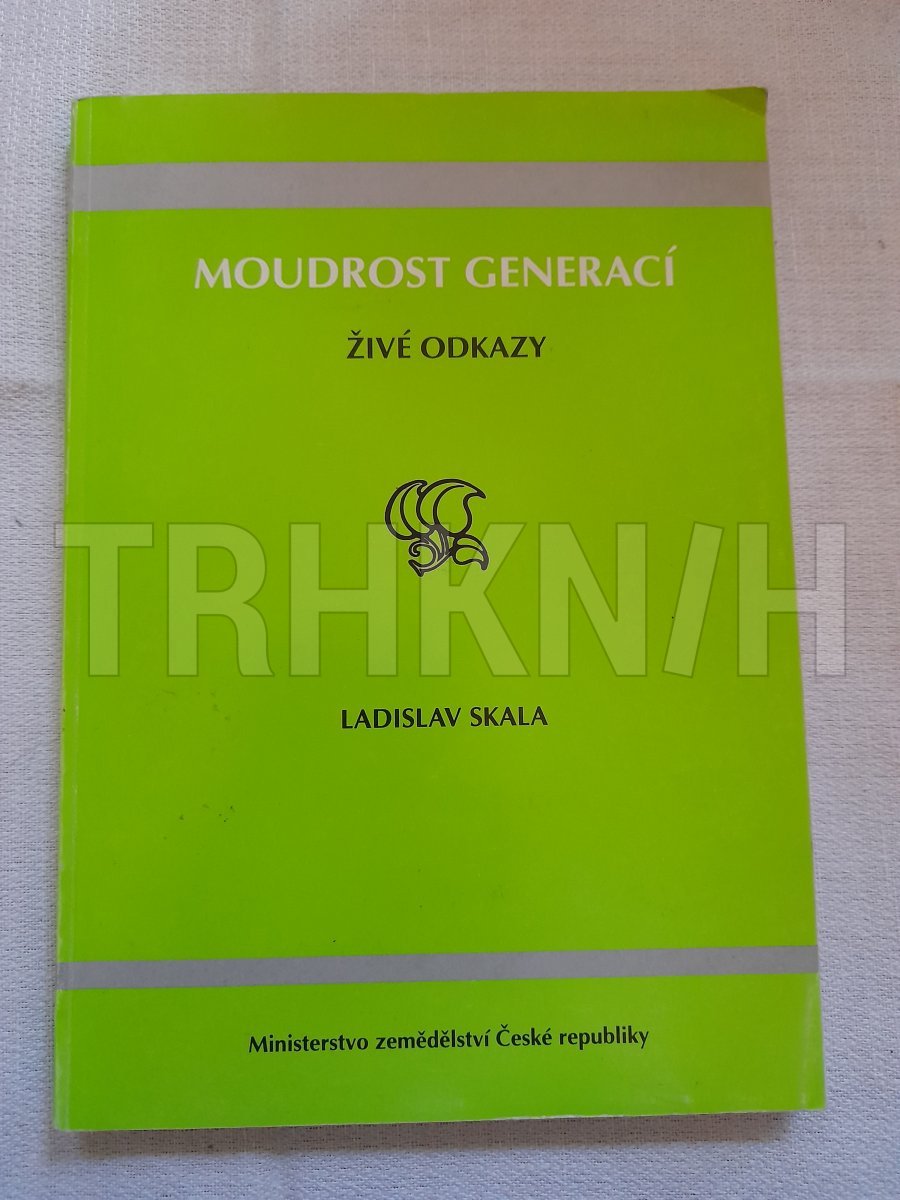 MOUDROST GENERACÍ
ŽIVÉ ODKAZY
TRHKNIH
LADISLAV SKALA
Ministerstvo zemědělství České republiky